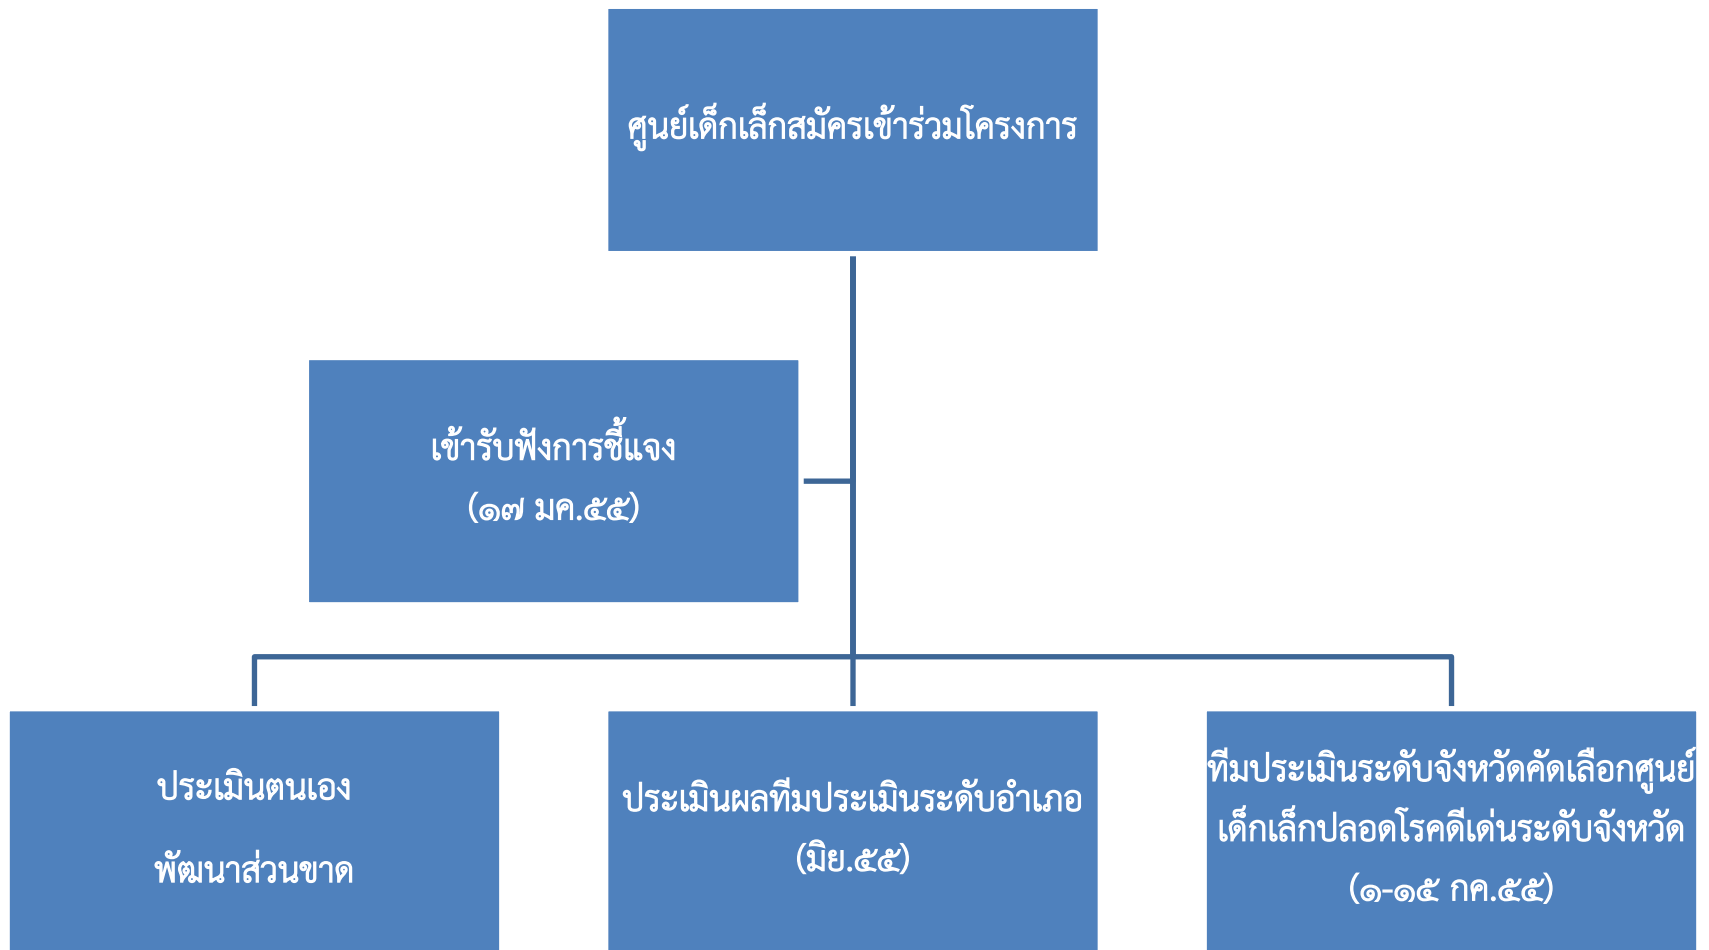 ศูนย์เด็กเล็กสมัครเข้าร่วมโครงการ
เข้ารับฟังการชี้แจง
(๑๗ มค.๕๕)
ประเมินตนเอง
พัฒนาส่วนขาด
ประเมินผลทีมประเมินระดับอำเภอ
(มิย.๕๕)
ทีมประเมินระดับจังหวัดคัดเลือกศูนย์
เด็กเล็กปลอดโรคดีเด่นระดับจังหวัด
(๑-๑๕ กค.๕๕)